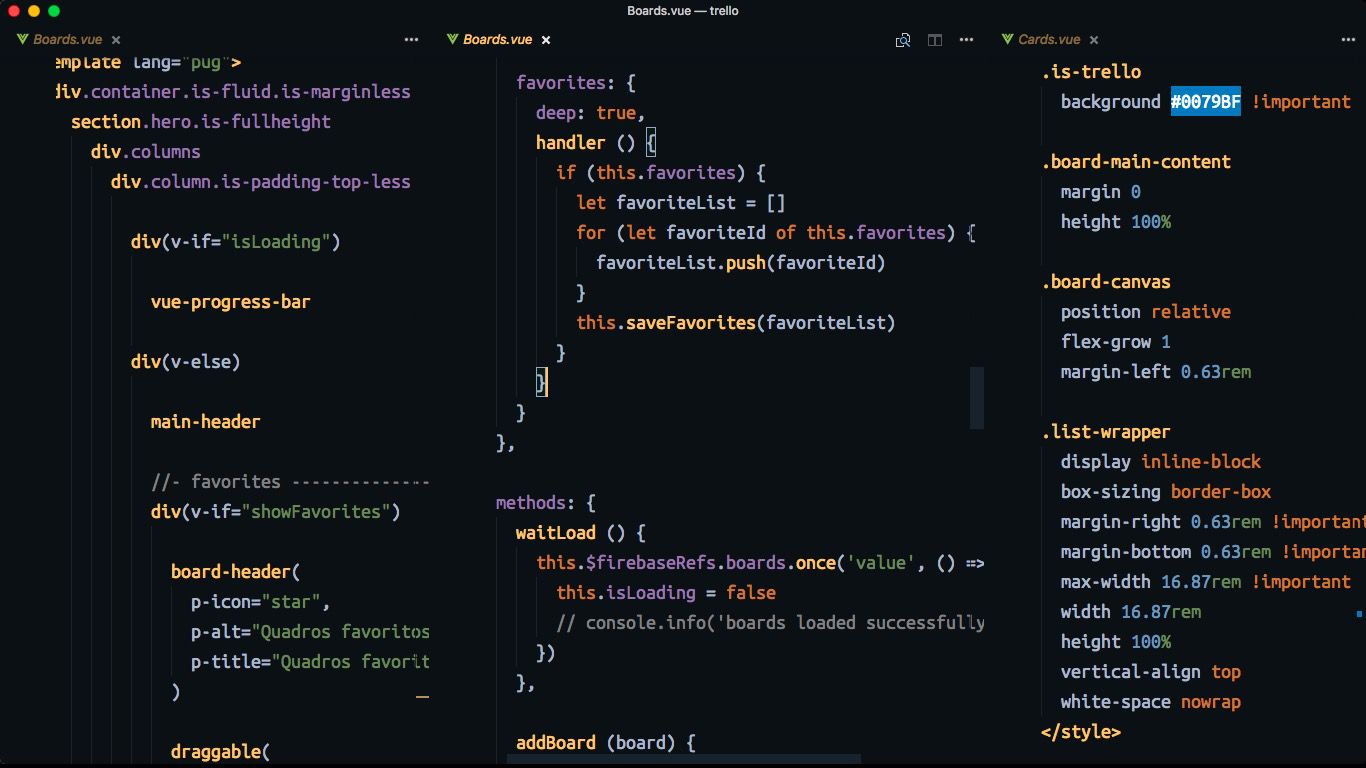 Boards.vue — trello
Boards.vue
emplate lang="pug">
div.container.is-fluid.is-marginless
section.hero.is-fullheight
div.columns
div.column.is-padding-top-less
div(v-if="isLoading")
vue-progress-bar
div(v-else)
main-header
//- favorites --------------
div(v-if="showFavorites")
board-header(
p-icon="star",
p-alt="Quadros favoritos
p-title="Quadros favorit
)
draggable(
Boards.vue
favorites: {
deep: true,
handler () {
if (this.favorites) {
let favoriteList = []
for (let favoriteId of this.favorites) {
favoriteList.push(favoriteId)
}
this.saveFavorites(favoriteList)
}
}
}
},
methods: {
waitLoad () {
this.$firebaseRefs.boards.once('value', () =>
this.isLoading = false
// console.info('boards loaded successfully
})
},
addBoard (board) {
Cards.vue
.is-trello
background #0079BF !important
.board-main-content
margin 0
height 100%
.board-canvas
position relative
flex-grow 1
margin-left 0.63rem
.list-wrapper
display inline-block
box-sizing border-box
margin-right 0.63rem !important
margin-bottom 0.63rem !importan
max-width 16.87rem !important
width 16.87rem
height 100%
vertical-align top
white-space nowrap
</style>